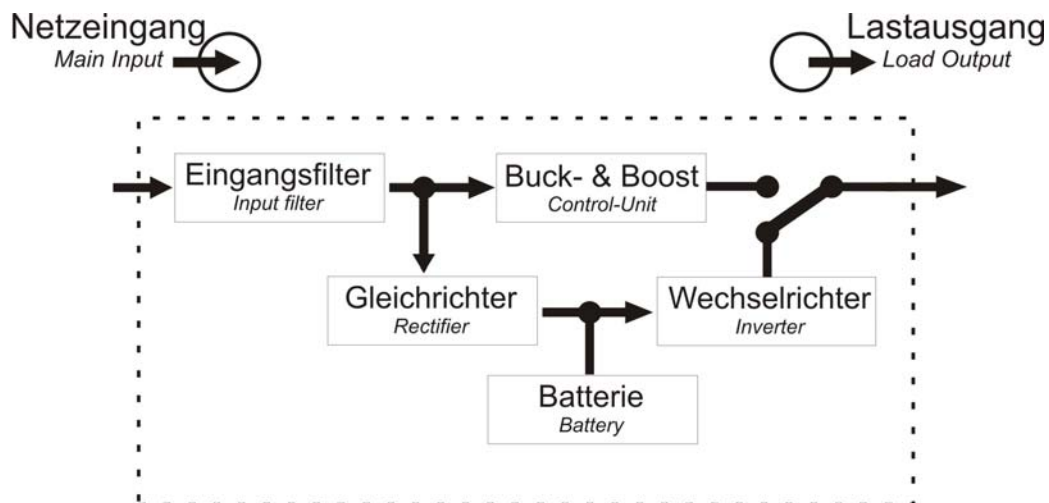 Netzeingang
Main Input
Lastausgang
Load Output
Eingangsfilter
Input filter
Buck- & Boost
Control-Unit
Gleichrichter
Rectifier
Wechselrichter
Inverter
Batterie
Battery